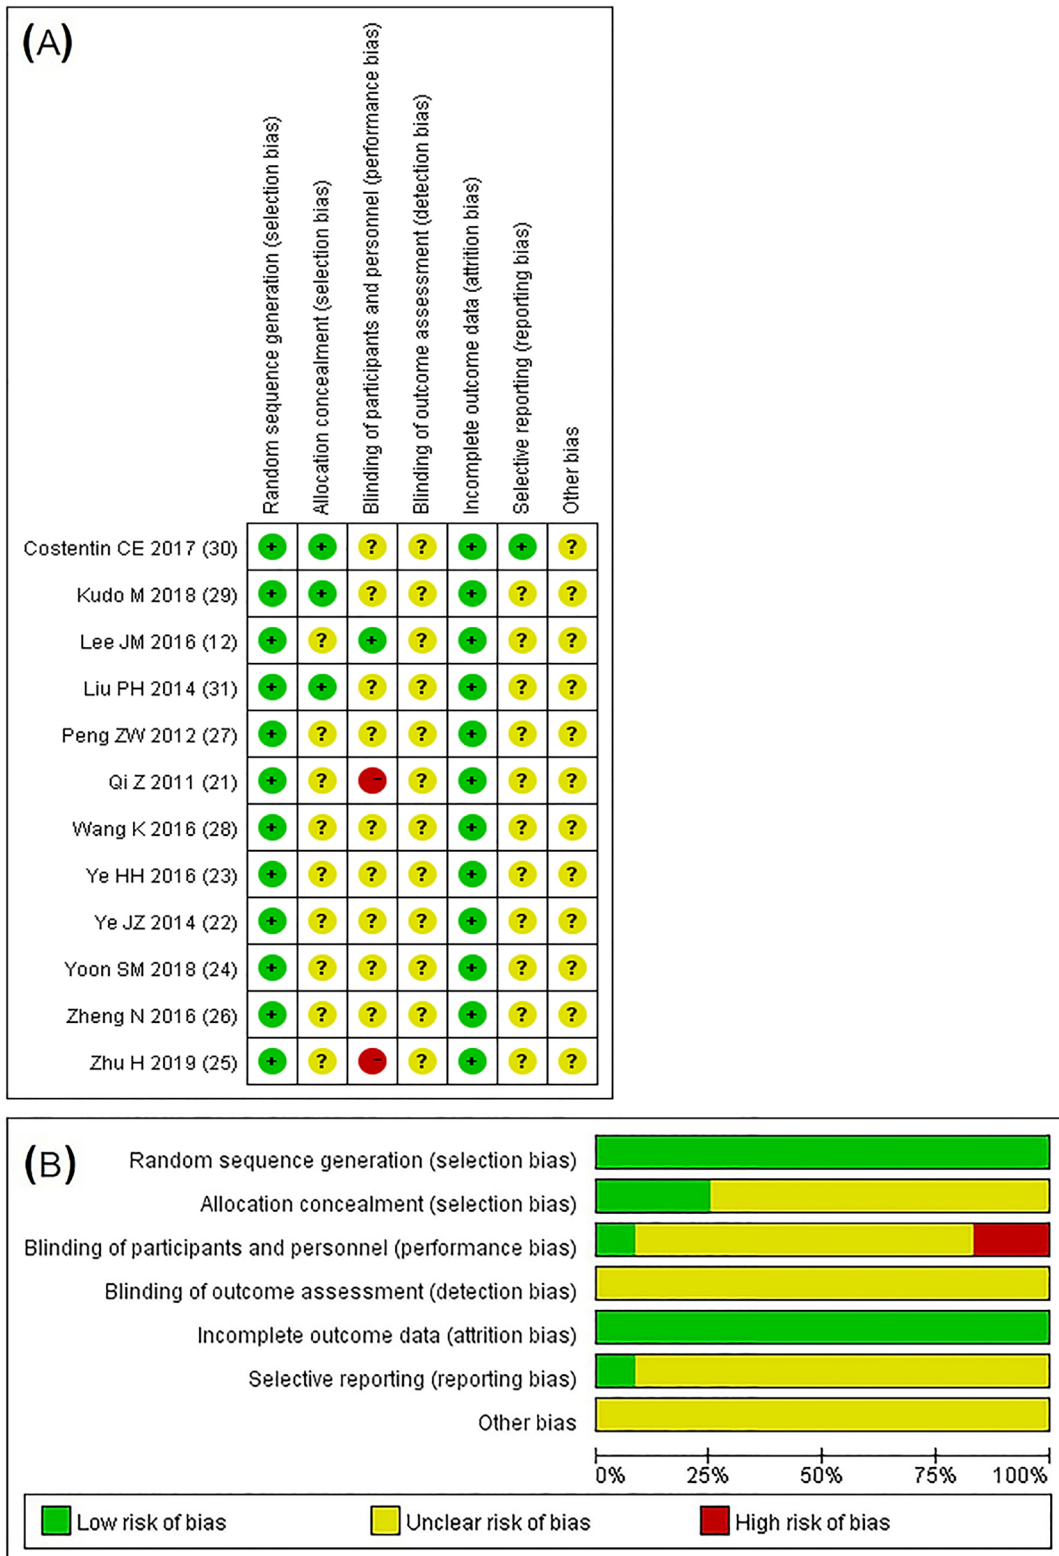 (A)
Random sequence generation (selection bias)
Allocation concealment (selection bias)
Blinding of participants and personnel (performance bias)
Blinding of outcome assessment (detection bias)
Incomplete outcome data (attrition bias)
Selective reporting (reporting bias)
Other bias
Costentin CE 2017 (30) + + ? ? + + ?
Kudo M 2018 (29) + + ? ? + ? ?
Lee JM 2016 (12) + ? + ? + ? ?
Liu PH 2014 (31) + + ? ? + ? ?
Peng ZW 2012 (27) + ? ? ? + ? ?
Qi Z 2011 (21) + ? - ? + ? ?
Wang K 2016 (28) + ? ? ? + ? ?
Ye HH 2016 (23) + ? ? ? + ? ?
Ye JZ 2014 (22) + ? ? ? + ? ?
Yoon SM 2018 (24) + ? ? ? + ? ?
Zheng N 2016 (26) + ? ? ? + ? ?
Zhu H 2019 (25) + ? - ? + ? ?
(B)
Random sequence generation (selection bias)
Allocation concealment (selection bias)
Blinding of participants and personnel (performance bias)
Blinding of outcome assessment (detection bias)
Incomplete outcome data (attrition bias)
Selective reporting (reporting bias)
Other bias
0% 25% 50% 75% 100%
Low risk of bias Unclear risk of bias High risk of bias